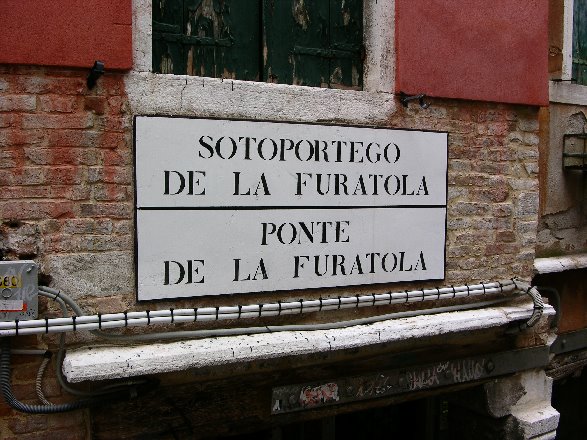 SOTOPORTEGO
DE LA FURATOLA
PONTE
DE LA FURATOLA